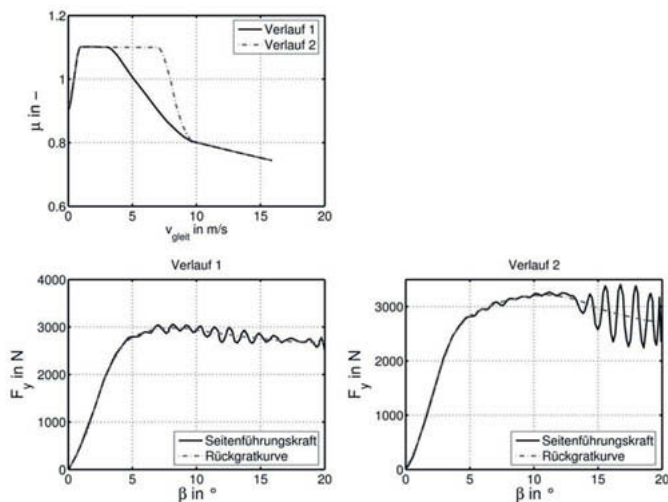 1.2
1
0.8
0.6
μ in -
Verlauf 1
Verlauf 2
0
5
10
15
20
v_gleit in m/s
Verlauf 1
4000
3000
2000
1000
0
F_y in N
Seitenführungskraft
Rückgratkurve
0
5
10
15
20
β in °
Verlauf 2
3000
2000
1000
0
F_y in N
Seitenführungskraft
Rückgratkurve
0
5
10
15
20
β in °